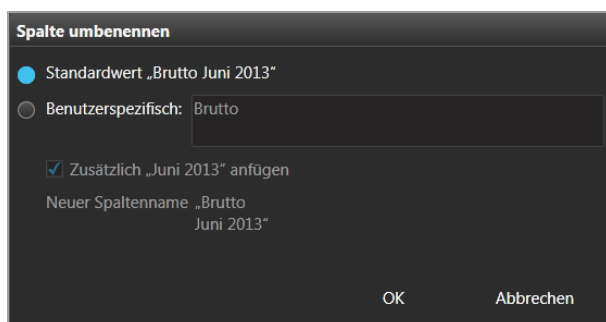 Spalte umbenennen
Standardwert „Brutto Juni 2013“
Benutzerspezifisch: Brutto
Zusätzlich „Juni 2013“ anfügen
Neuer Spaltenname „Brutto
Juni 2013“
OK Abbrechen